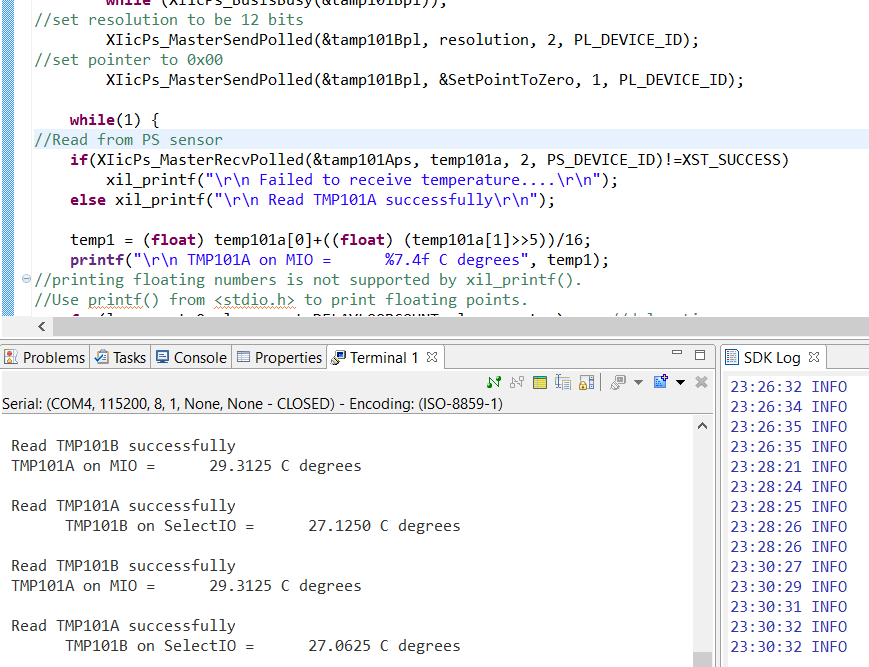 while (XIicPs_BusIsBusy(&tamp101Bpl));
//set resolution to be 12 bits
XIicPs_MasterSendPolled(&tamp101Bpl, resolution, 2, PL_DEVICE_ID);
//set pointer to 0x00
XIicPs_MasterSendPolled(&tamp101Bpl, &SetPointToZero, 1, PL_DEVICE_ID);
while(1) {
//Read from PS sensor
if(XIicPs_MasterRecvPolled(&tamp101Aps, temp101a, 2, PS_DEVICE_ID)!=XST_SUCCESS)
xil_printf("\r\n Failed to receive temperature....\r\n");
else xil_printf("\r\n Read TMP101A successfully\r\n");
temp1 = (float) temp101a[0]+((float) (temp101a[1]>>5))/16;
printf("\r\n TMP101A on MIO =      %7.4f C degrees", temp1);
//printing floating numbers is not supported by xil_printf().
//Use printf() from <stdio.h> to print floating points.
Problems Tasks Console Properties Terminal 1
Serial: (COM4, 115200, 8, 1, None, None - CLOSED) - Encoding: (ISO-8859-1)
Read TMP101B successfully
TMP101A on MIO =      29.3125 C degrees
Read TMP101A successfully
TMP101B on SelectIO =      27.1250 C degrees
Read TMP101B successfully
TMP101A on MIO =      29.3125 C degrees
Read TMP101A successfully
TMP101B on SelectIO =      27.0625 C degrees
SDK Log
23:26:32 INFO
23:26:34 INFO
23:26:35 INFO
23:26:35 INFO
23:28:21 INFO
23:28:24 INFO
23:28:25 INFO
23:28:26 INFO
23:28:26 INFO
23:30:27 INFO
23:30:29 INFO
23:30:31 INFO
23:30:32 INFO
23:30:32 INFO